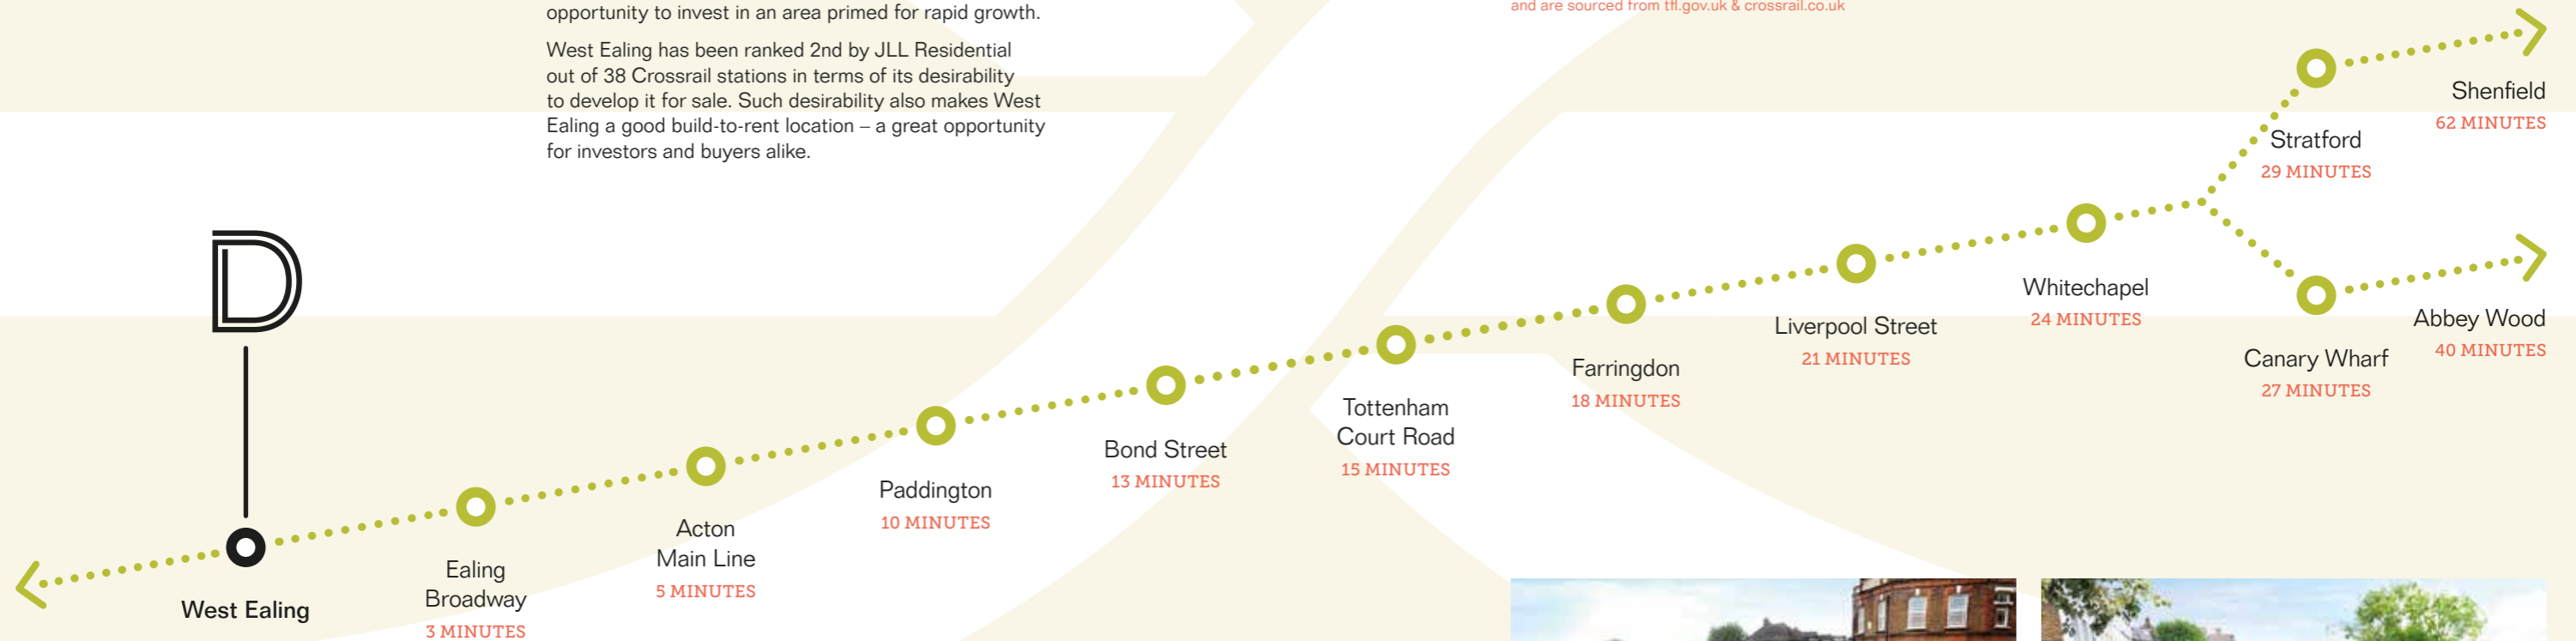 opportunity to invest in an area primed for rapid growth.
West Ealing has been ranked 2nd by JLL Residential
out of 38 Crossrail stations in terms of its desirability
to develop it for sale. Such desirability also makes West
Ealing a good build-to-rent location – a great opportunity
for investors and buyers alike.
and are sourced from tfl.gov.uk & crossrail.co.uk
D
West Ealing
Ealing
Broadway
3 MINUTES
Acton
Main Line
5 MINUTES
Paddington
10 MINUTES
Bond Street
13 MINUTES
Tottenham
Court Road
15 MINUTES
Farringdon
18 MINUTES
Liverpool Street
21 MINUTES
Whitechapel
24 MINUTES
Stratford
29 MINUTES
Shenfield
62 MINUTES
Canary Wharf
27 MINUTES
Abbey Wood
40 MINUTES